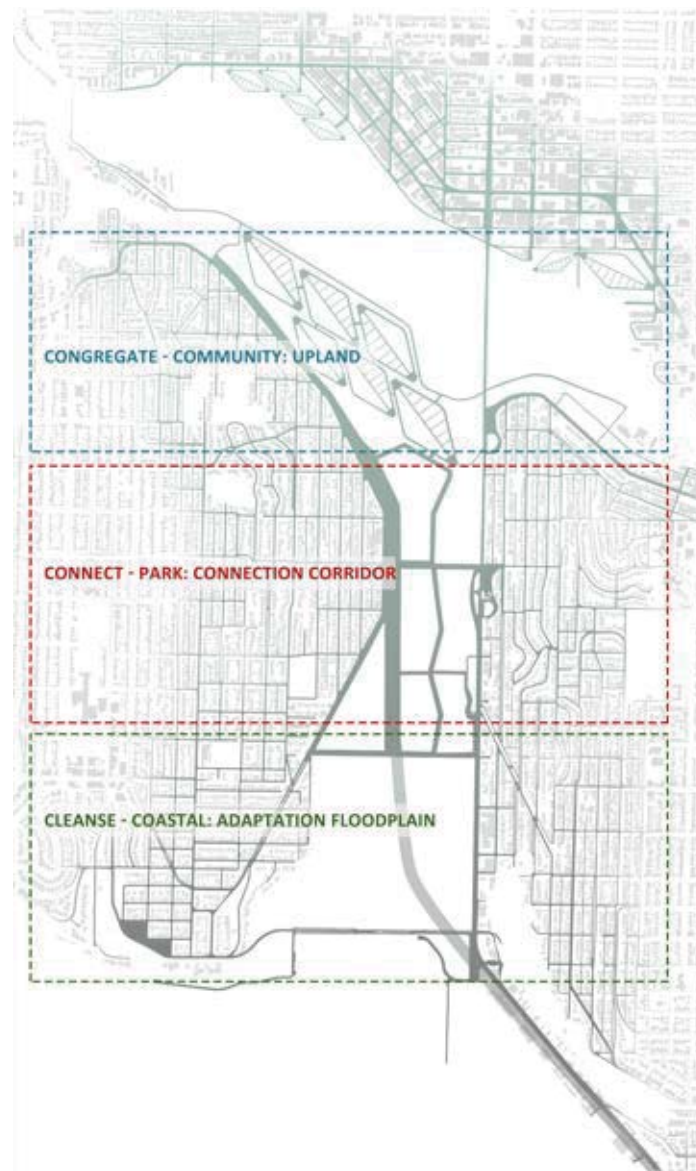 CONGREGATE - COMMUNITY: UPLAND
CONNECT - PARK: CONNECTION CORRIDOR
CLEANSE - COASTAL: ADAPTATION FLOODPLAIN